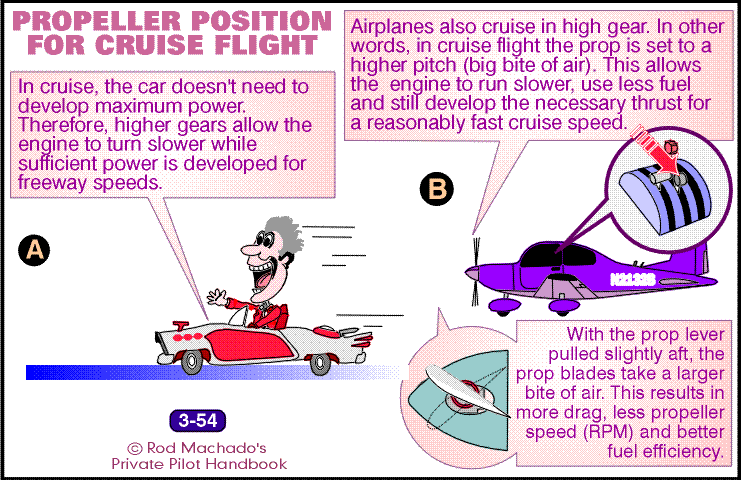 PROPELLER POSITION
FOR CRUISE FLIGHT
In cruise, the car doesn't need to
develop maximum power.
Therefore, higher gears allow the
engine to turn slower while
sufficient power is developed for
freeway speeds.
Airplanes also cruise in high gear. In other
words, in cruise flight the prop is set to a
higher pitch (big bite of air). This allows
the engine to run slower, use less fuel
and still develop the necessary thrust for
a reasonably fast cruise speed.
A
B
With the prop lever
pulled slightly aft, the
prop blades take a larger
bite of air. This results in
more drag, less propeller
speed (RPM) and better
fuel efficiency.
3-54
© Rod Machado's
Private Pilot Handbook